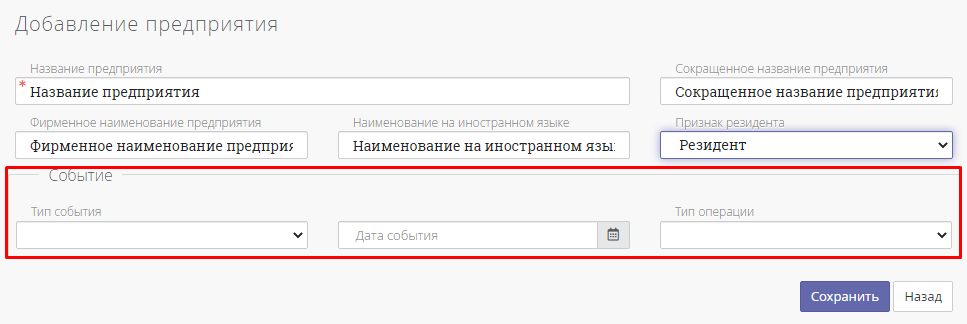 Добавление предприятия
Название предприятия
Сокращенное название предприятия
* Название предприятия
Сокращенное название предприятия
Фирменное наименование предприятия
Наименование на иностранном языке
Признак резидента
Фирменное наименование предприя
Наименование на иностранном язы
Резидент
Событие
Тип события
Тип операции
Дата события
Сохранить
Назад